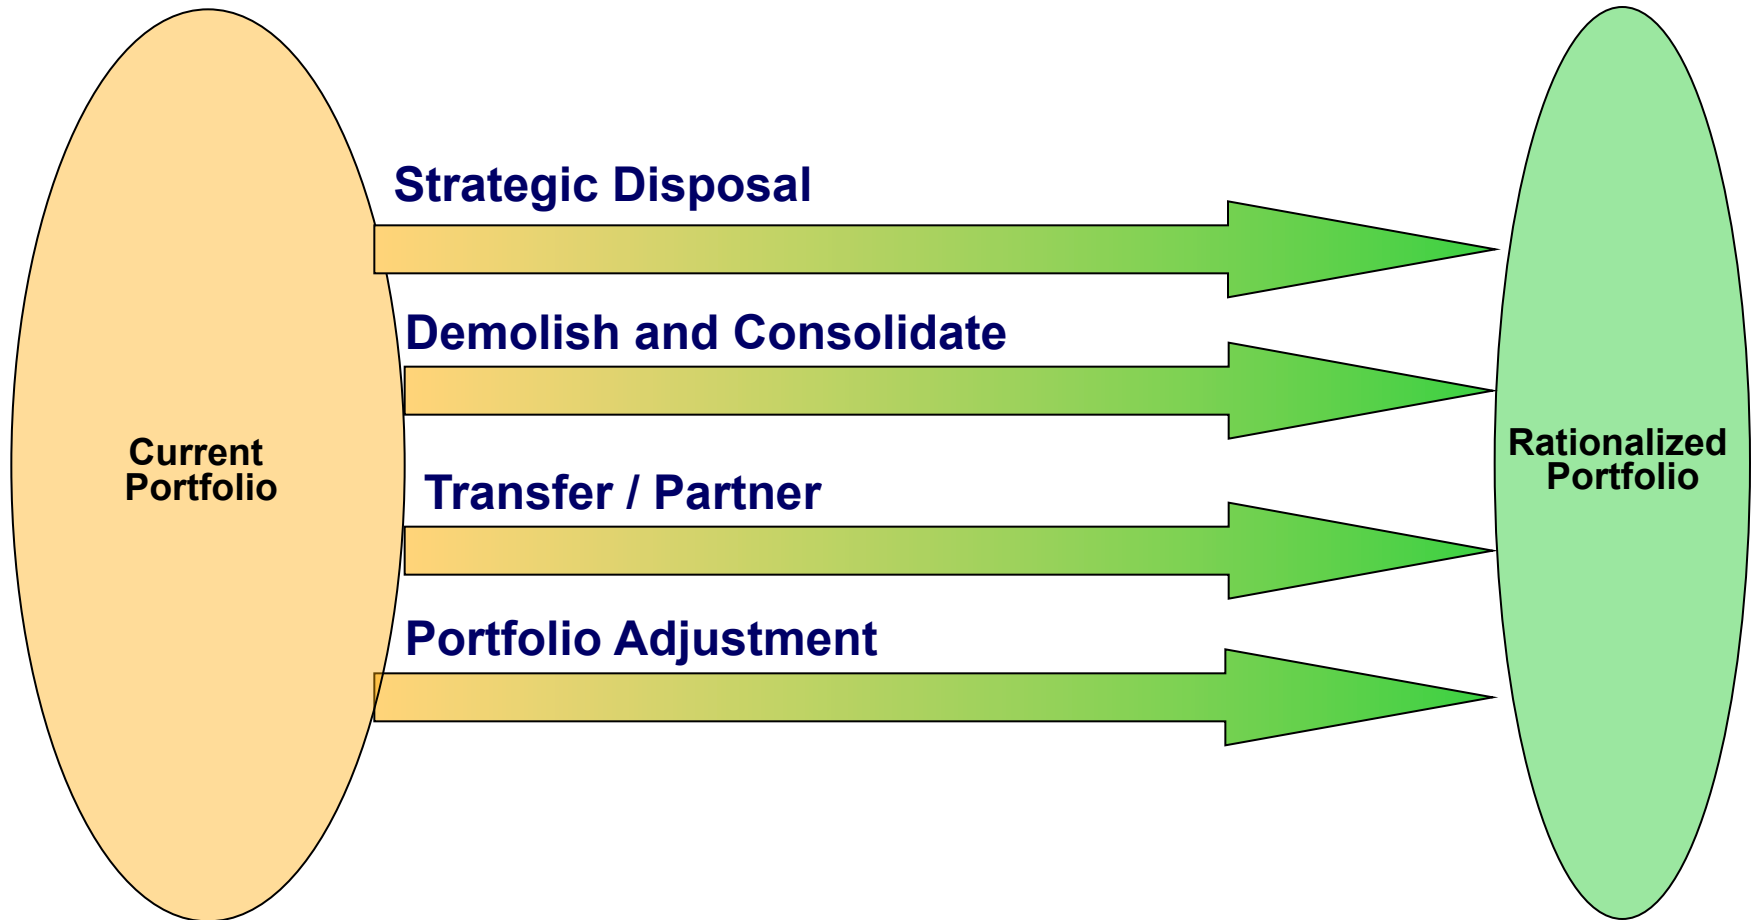 Strategic Disposal
Demolish and Consolidate
Current
Portfolio
Transfer / Partner
Portfolio Adjustment
Rationalized
Portfolio